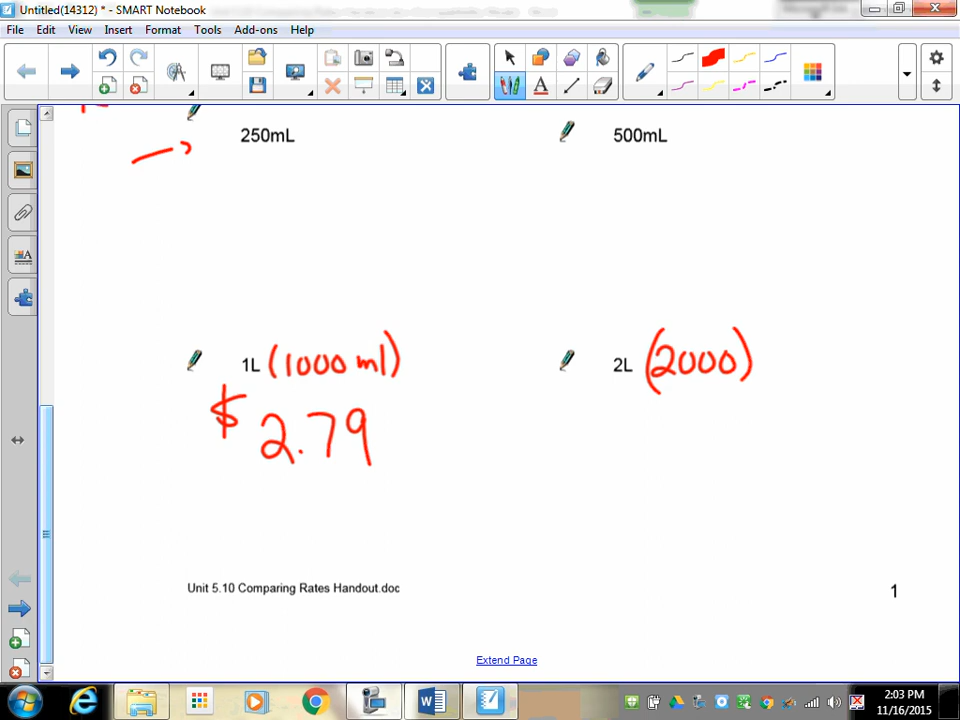 Untitled(14312) * - SMART Notebook
File Edit View Insert Format Tools Add-ons Help
250mL 500mL
1L (1000 ml) 2L (2000)
$ 2.79
Unit 5.10 Comparing Rates Handout.doc
1
Extend Page
2:03 PM
11/16/2015